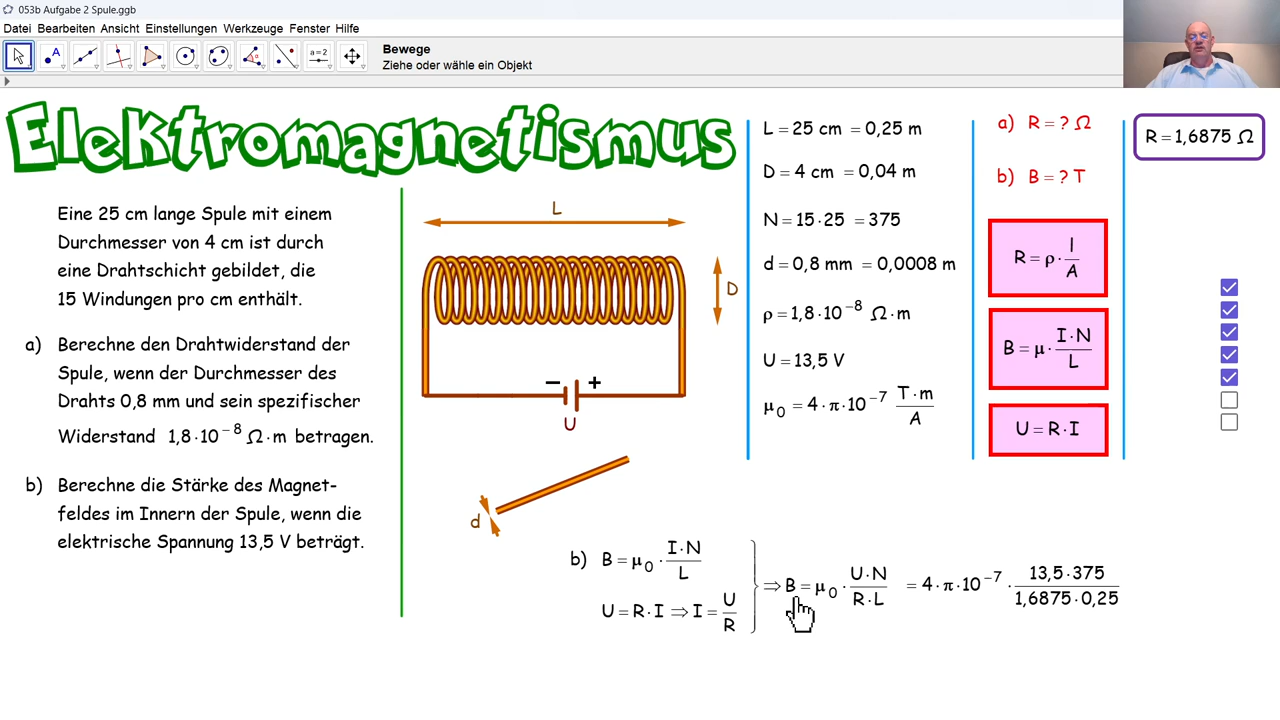 053b Aufgabe 2 Spule.ggb
Datei Bearbeiten Ansicht Einstellungen Werkzeuge Fenster Hilfe
A
a=2
Bewege
Ziehe oder wähle ein Objekt
Elektromagnetismus
Eine 25 cm lange Spule mit einem
Durchmesser von 4 cm ist durch
eine Drahtschicht gebildet, die
15 Windungen pro cm enthält.
a) Berechne den Drahtwiderstand der
Spule, wenn der Durchmesser des
Drahts 0,8 mm und sein spezifischer
Widerstand 1,8·10⁻⁸ Ω·m betragen.
b) Berechne die Stärke des Magnet-
feldes im Innern der Spule, wenn die
elektrische Spannung 13,5 V beträgt.
L
D
− +
U
d
L = 25 cm = 0,25 m
D = 4 cm = 0,04 m
N = 15·25 = 375
d = 0,8 mm = 0,0008 m
ρ = 1,8·10⁻⁸ Ω·m
U = 13,5 V
μ₀ = 4·π·10⁻⁷ T·m/A
a) R = ? Ω
b) B = ? T
R = ρ · l/A
B = μ · I·N/L
U = R·I
R = 1,6875 Ω
b) B = μ₀ · I·N/L
U = R·I ⇒ I = U/R
⇒ B = μ₀ · U·N/R·L = 4·π·10⁻⁷ · 13,5·375/1,6875·0,25